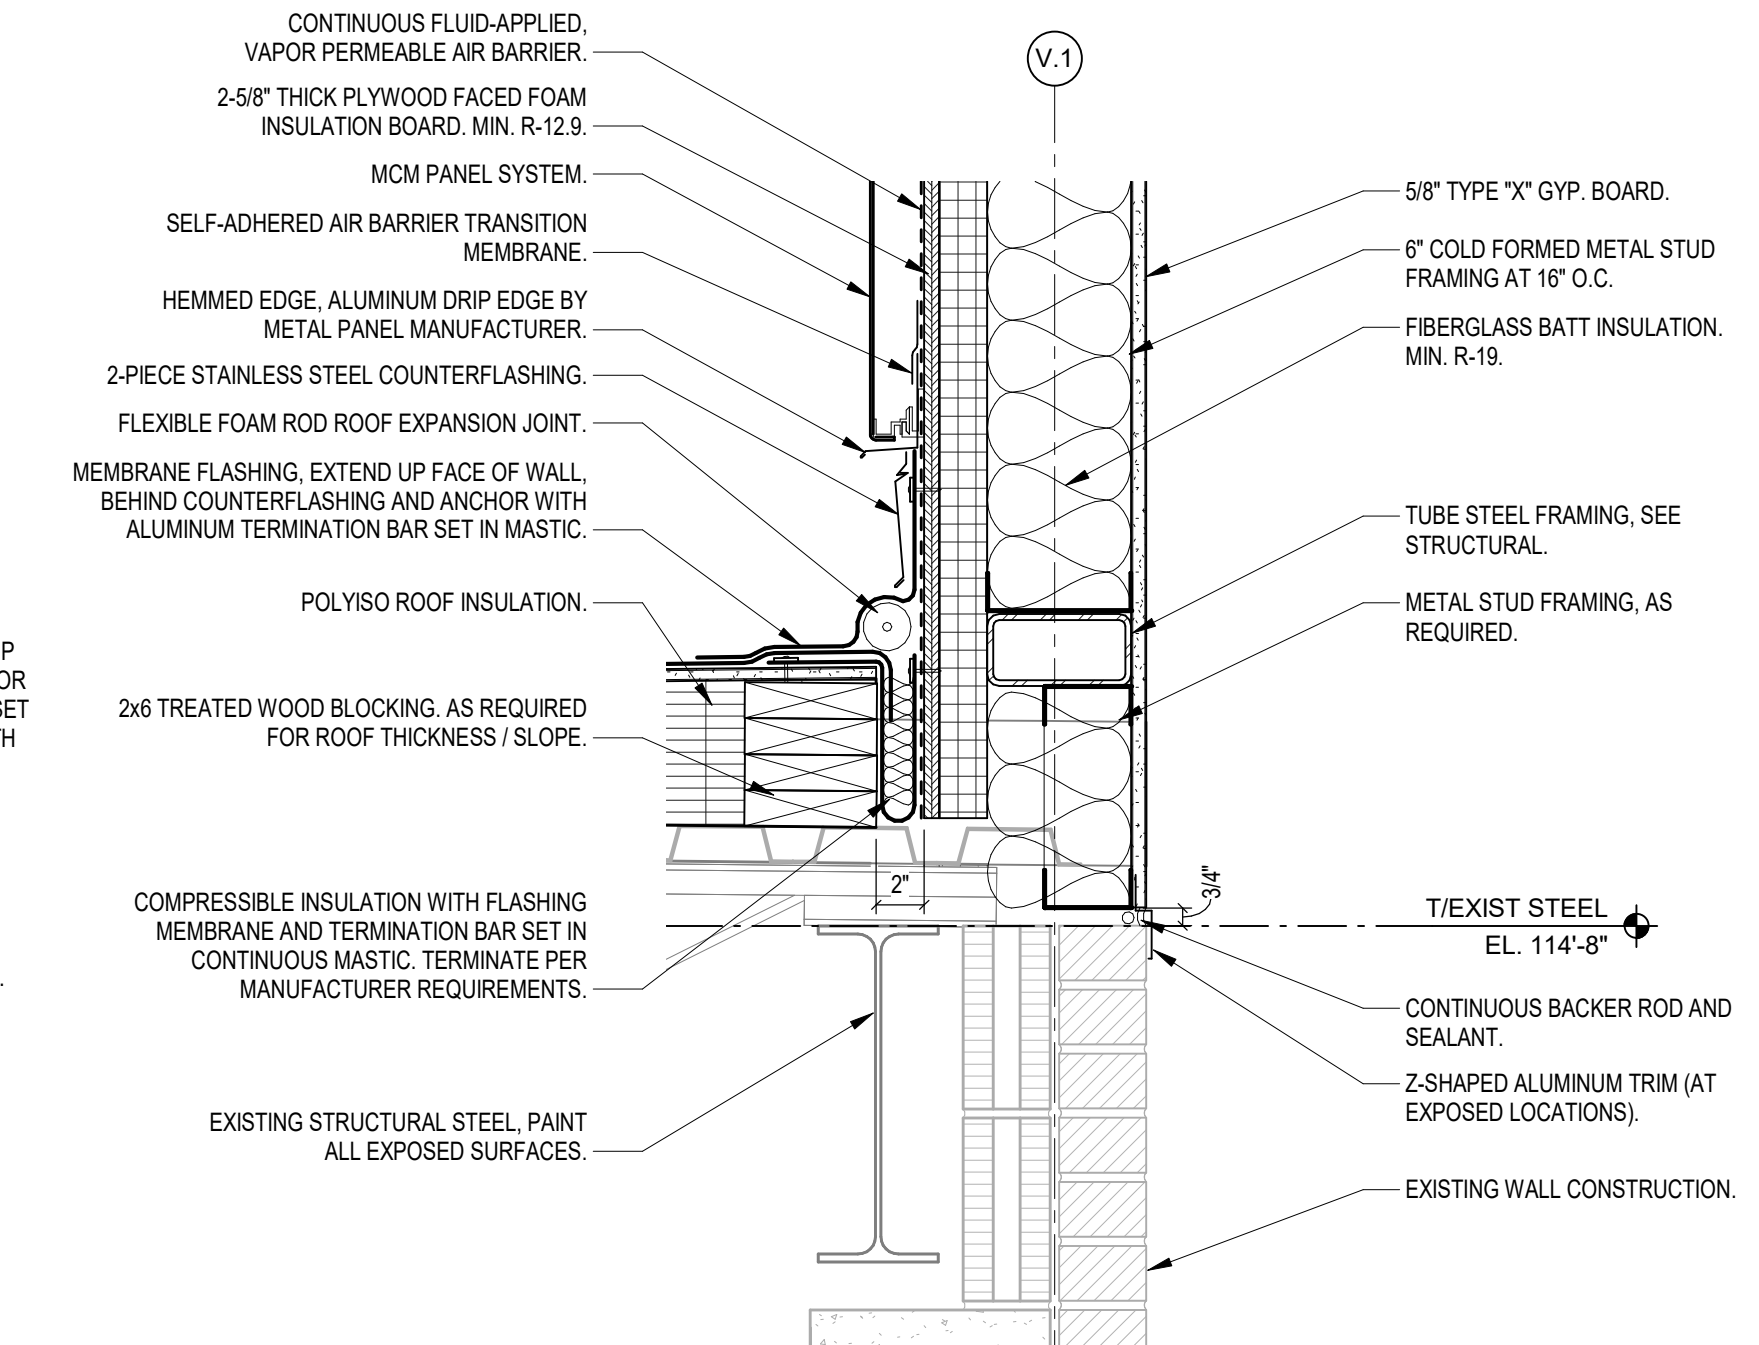 CONTINUOUS FLUID-APPLIED,
VAPOR PERMEABLE AIR BARRIER.
2-5/8" THICK PLYWOOD FACED FOAM
INSULATION BOARD. MIN. R-12.9.
MCM PANEL SYSTEM.
SELF-ADHERED AIR BARRIER TRANSITION
MEMBRANE.
HEMMED EDGE, ALUMINUM DRIP EDGE BY
METAL PANEL MANUFACTURER.
2-PIECE STAINLESS STEEL COUNTERFLASHING.
FLEXIBLE FOAM ROD ROOF EXPANSION JOINT.
MEMBRANE FLASHING, EXTEND UP FACE OF WALL,
BEHIND COUNTERFLASHING AND ANCHOR WITH
ALUMINUM TERMINATION BAR SET IN MASTIC.
POLYISO ROOF INSULATION.
P
OR
SET
TH
.
2x6 TREATED WOOD BLOCKING. AS REQUIRED
FOR ROOF THICKNESS / SLOPE.
COMPRESSIBLE INSULATION WITH FLASHING
MEMBRANE AND TERMINATION BAR SET IN
CONTINUOUS MASTIC. TERMINATE PER
MANUFACTURER REQUIREMENTS.
EXISTING STRUCTURAL STEEL, PAINT
ALL EXPOSED SURFACES.
V.1
2"
3/4"
5/8" TYPE "X" GYP. BOARD.
6" COLD FORMED METAL STUD
FRAMING AT 16" O.C.
FIBERGLASS BATT INSULATION.
MIN. R-19.
TUBE STEEL FRAMING, SEE
STRUCTURAL.
METAL STUD FRAMING, AS
REQUIRED.
T/EXIST STEEL
EL. 114'-8"
CONTINUOUS BACKER ROD AND
SEALANT.
Z-SHAPED ALUMINUM TRIM (AT
EXPOSED LOCATIONS).
EXISTING WALL CONSTRUCTION.